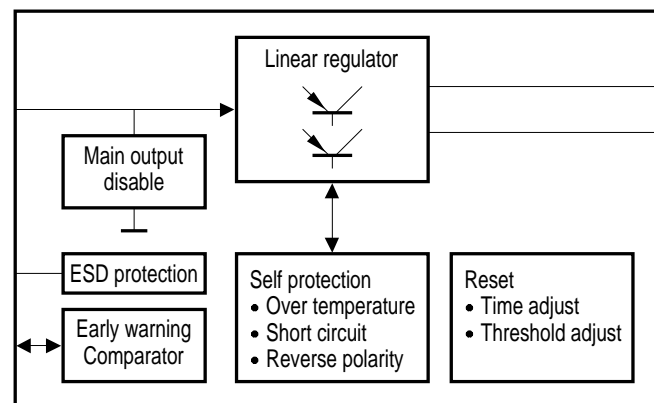 Linear regulator
Main output
disable
ESD protection
Early warning
Comparator
Self protection
• Over temperature
• Short circuit
• Reverse polarity
Reset
• Time adjust
• Threshold adjust